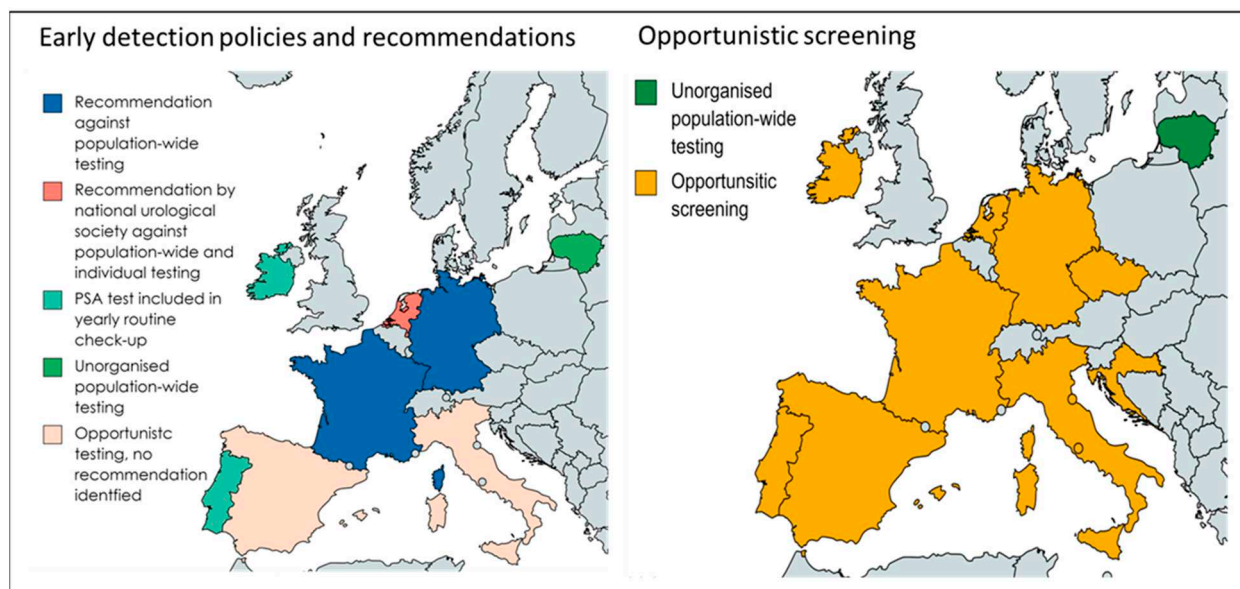 Early detection policies and recommendations
Recommendation
against
population-wide
testing
Recommendation by
national urological
society against
population-wide and
individual testing
PSA test included in
yearly routine
check-up
Unorganised
population-wide
testing
Opportunistc
testing, no
recommendation
identfied
Opportunistic screening
Unorganised
population-wide
testing
Opportunsitic
screening